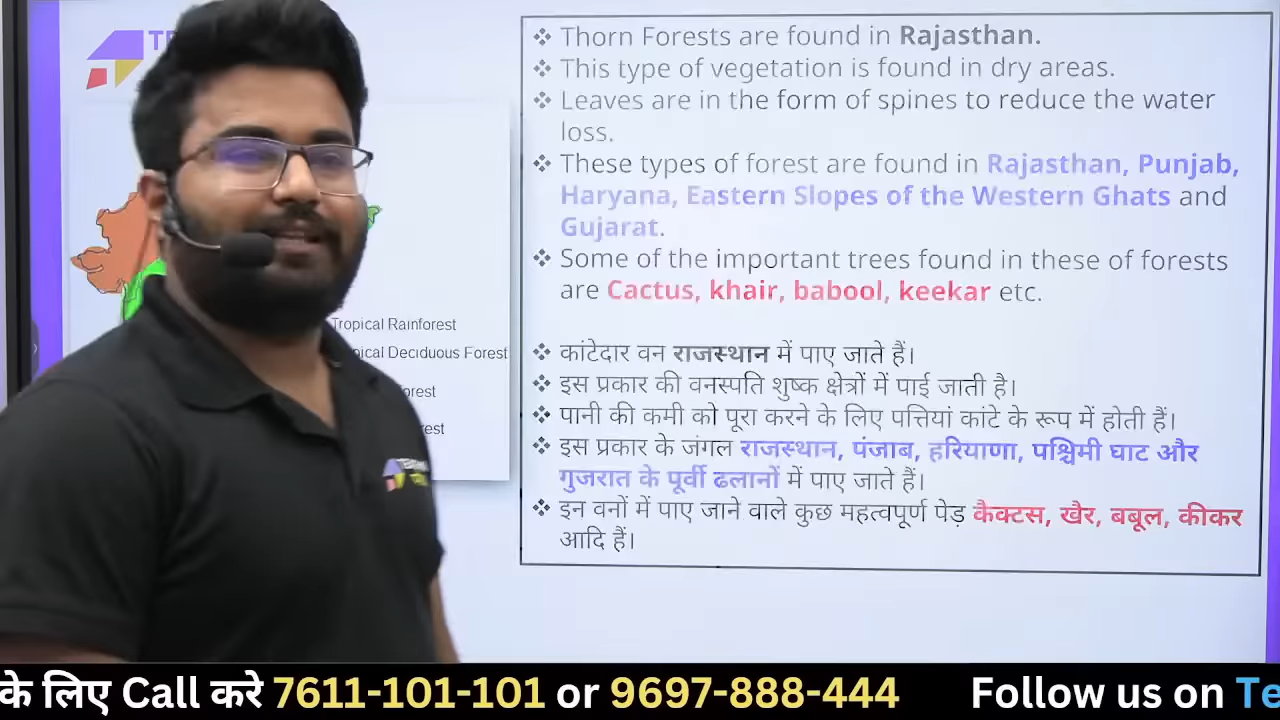 TE
❖ Thorn Forests are found in Rajasthan.
❖ This type of vegetation is found in dry areas.
❖ Leaves are in the form of spines to reduce the water
loss.
❖ These types of forest are found in Rajasthan, Punjab,
Haryana, Eastern Slopes of the Western Ghats and
Gujarat.
❖ Some of the important trees found in these of forests
are Cactus, khair, babool, keekar etc.
❖ कांटेदार वन राजस्थान में पाए जाते हैं।
❖ इस प्रकार की वनस्पति शुष्क क्षेत्रों में पाई जाती है।
❖ पानी की कमी को पूरा करने के लिए पत्तियां कांटे के रूप में होती हैं।
❖ इस प्रकार के जंगल राजस्थान, पंजाब, हरियाणा, पश्चिमी घाट और
गुजरात के पूर्वी ढलानों में पाए जाते हैं।
❖ इन वनों में पाए जाने वाले कुछ महत्वपूर्ण पेड़ कैक्टस, खैर, बबूल, कीकर
आदि हैं।
Tropical Rainforest
pical Deciduous Forest
orest
rest
के लिए Call करे 7611-101-101 or 9697-888-444 Follow us on Te